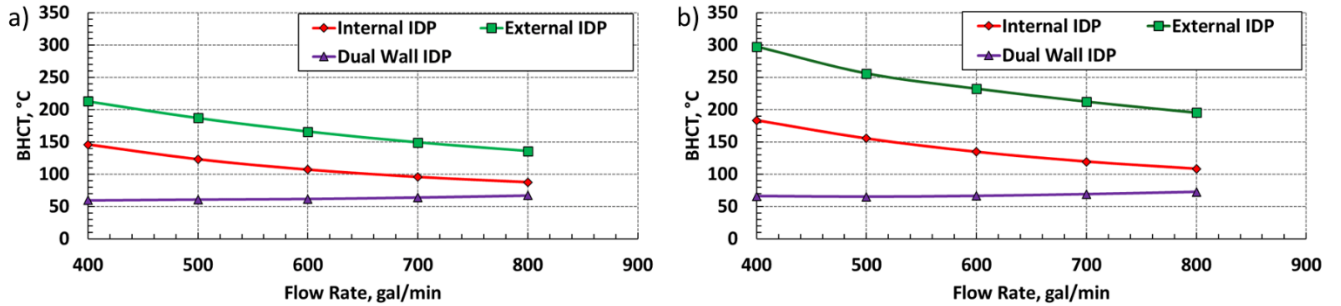 a)
350
300
250
200
150
100
50
0
BHCT, °C
Internal IDP
External IDP
Dual Wall IDP
400 500 600 700 800 900
Flow Rate, gal/min
b)
350
300
250
200
150
100
50
0
BHCT, °C
Internal IDP
External IDP
Dual Wall IDP
400 500 600 700 800 900
Flow Rate, gal/min